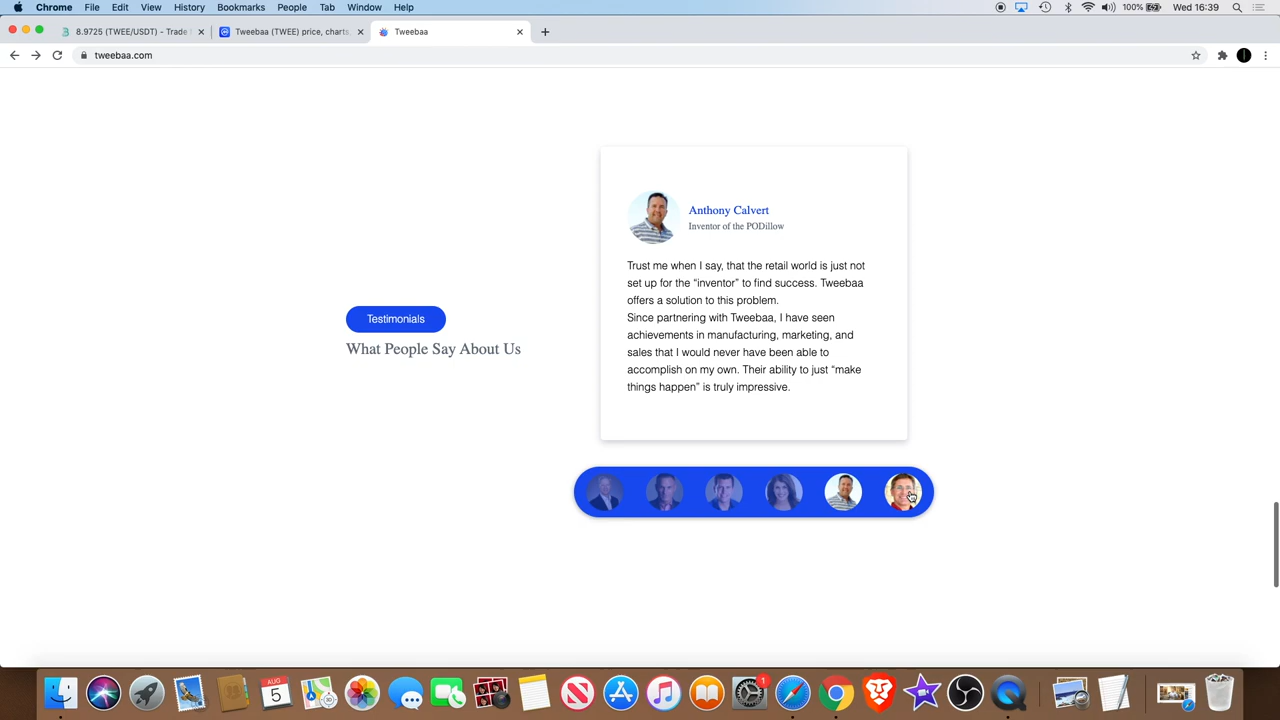 Chrome File Edit View History Bookmarks People Tab Window Help 100% Wed 16:39
8.9725 (TWEE/USDT) - Trade Tweebaa (TWEE) price, charts, Tweebaa
tweebaa.com
Anthony Calvert
Inventor of the PODillow
Trust me when I say, that the retail world is just not
set up for the “inventor” to find success. Tweebaa
offers a solution to this problem.
Since partnering with Tweebaa, I have seen
achievements in manufacturing, marketing, and
sales that I would never have been able to
accomplish on my own. Their ability to just “make
things happen” is truly impressive.
Testimonials
What People Say About Us
AUG
5
1